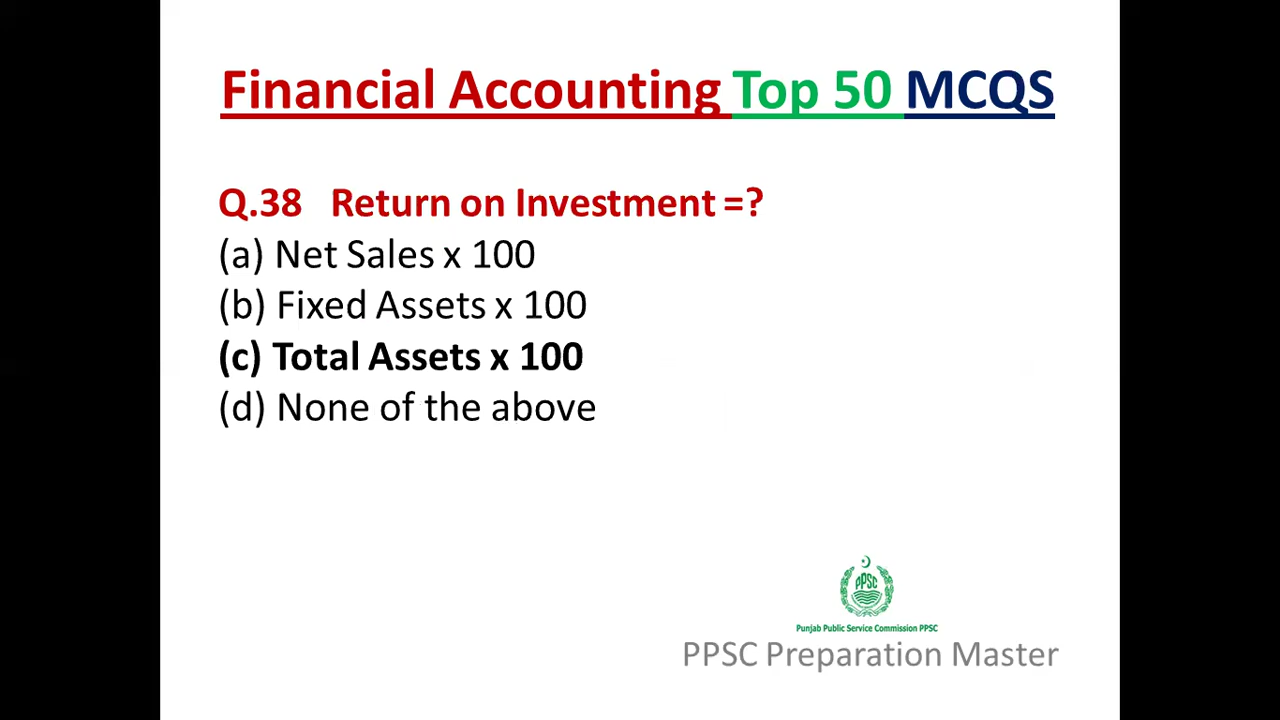 Financial Accounting Top 50 MCQS
Q.38 Return on Investment =?
(a) Net Sales x 100
(b) Fixed Assets x 100
(c) Total Assets x 100
(d) None of the above
PPSC
Punjab Public Service Commission PPSC
PPSC Preparation Master